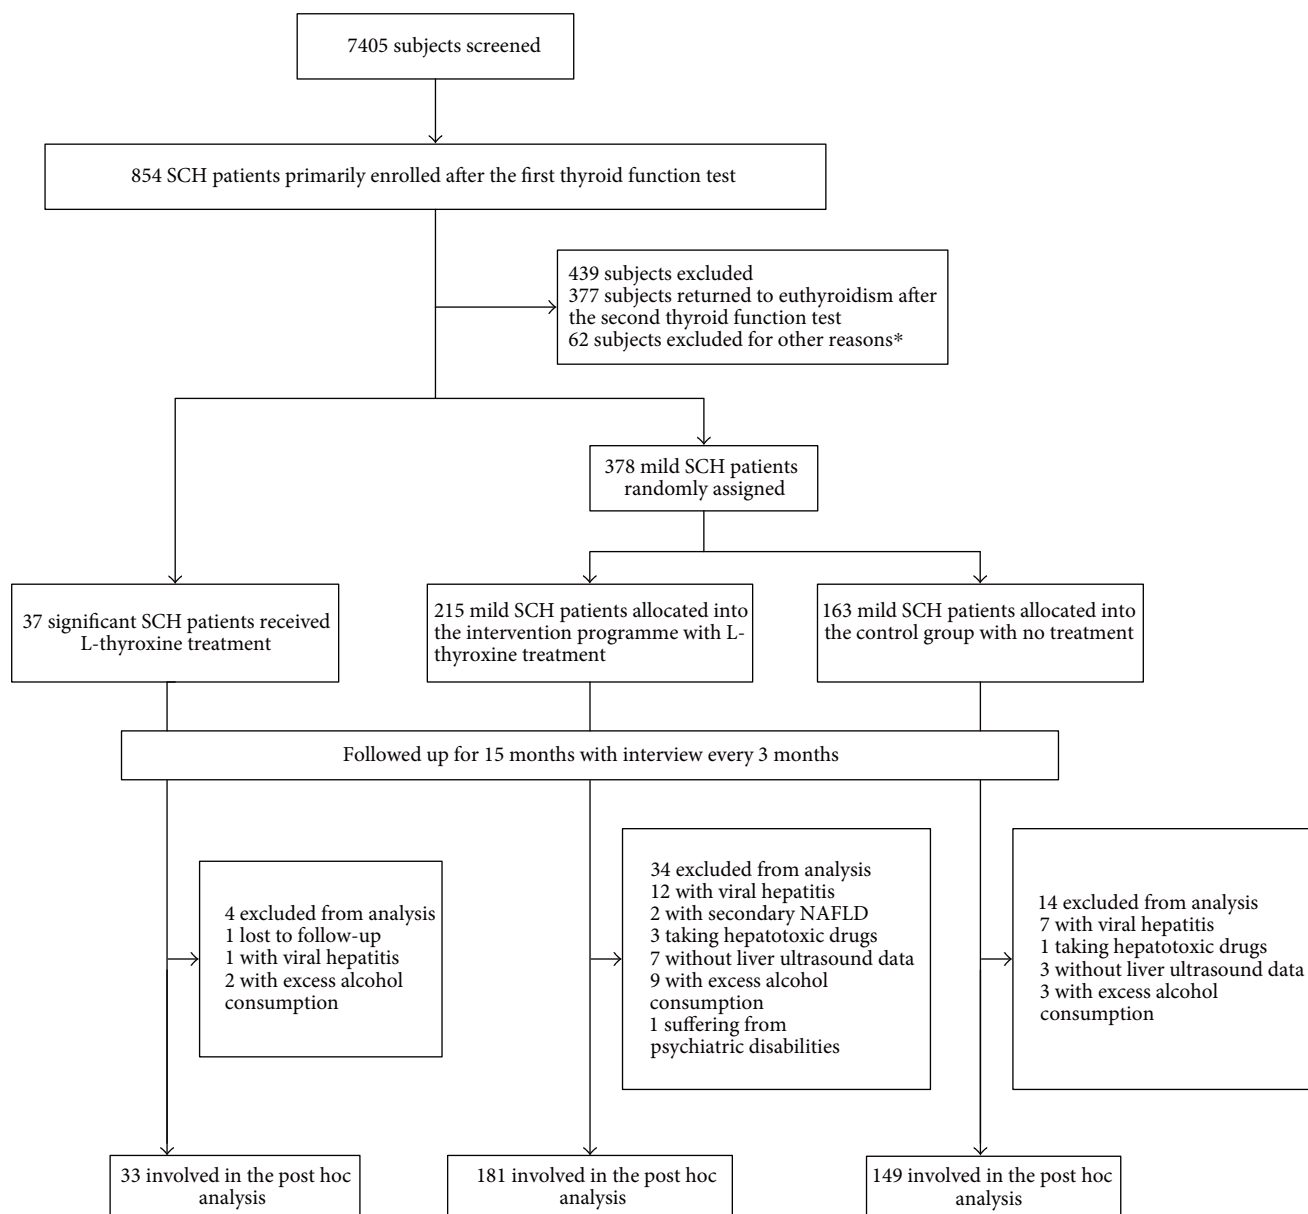 7405 subjects screened
854 SCH patients primarily enrolled after the first thyroid function test
439 subjects excluded
377 subjects returned to euthyroidism after
the second thyroid function test
62 subjects excluded for other reasons*
378 mild SCH patients
randomly assigned
37 significant SCH patients received
L-thyroxine treatment
215 mild SCH patients allocated into
the intervention programme with L-
thyroxine treatment
163 mild SCH patients allocated into
the control group with no treatment
Followed up for 15 months with interview every 3 months
4 excluded from analysis
1 lost to follow-up
1 with viral hepatitis
2 with excess alcohol
consumption
34 excluded from analysis
12 with viral hepatitis
2 with secondary NAFLD
3 taking hepatotoxic drugs
7 without liver ultrasound data
9 with excess alcohol
consumption
1 suffering from
psychiatric disabilities
14 excluded from analysis
7 with viral hepatitis
1 taking hepatotoxic drugs
3 without liver ultrasound data
3 with excess alcohol
consumption
33 involved in the post hoc
analysis
181 involved in the post hoc
analysis
149 involved in the post hoc
analysis